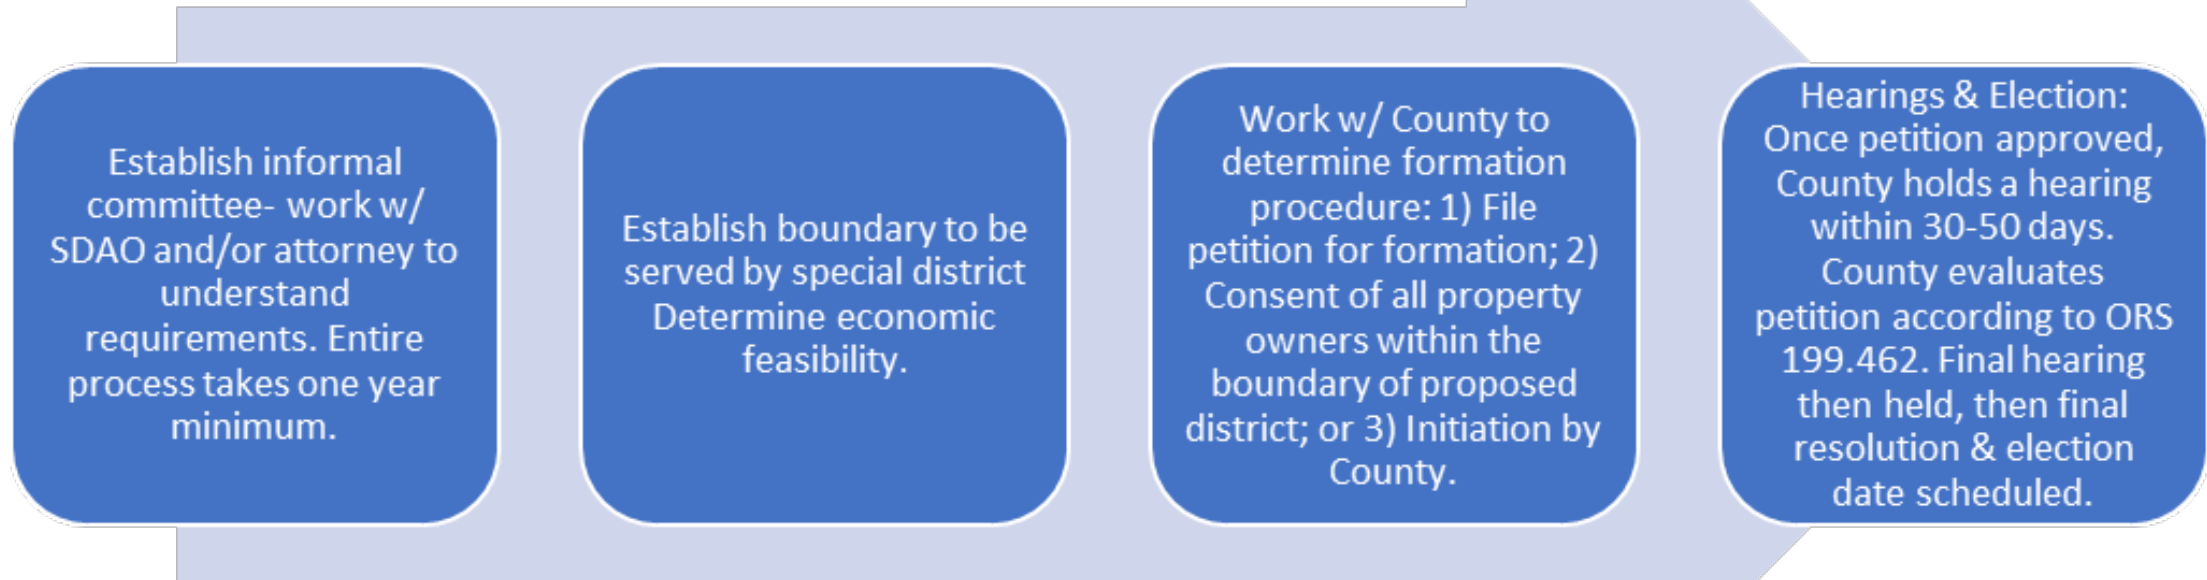 Establish informal
committee- work w/
SDAO and/or attorney to
understand
requirements. Entire
process takes one year
minimum.
Establish boundary to be
served by special district
Determine economic
feasibility.
Work w/ County to
determine formation
procedure: 1) File
petition for formation; 2)
Consent of all property
owners within the
boundary of proposed
district; or 3) Initiation by
County.
Hearings & Election:
Once petition approved,
County holds a hearing
within 30-50 days.
County evaluates
petition according to ORS
199.462. Final hearing
then held, then final
resolution & election
date scheduled.